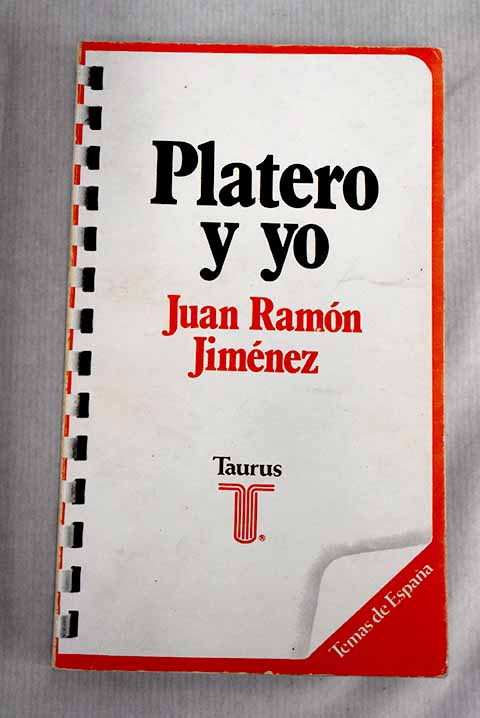 Platero
y yo
Juan Ramón
Jiménez
Taurus
®
Temas de España